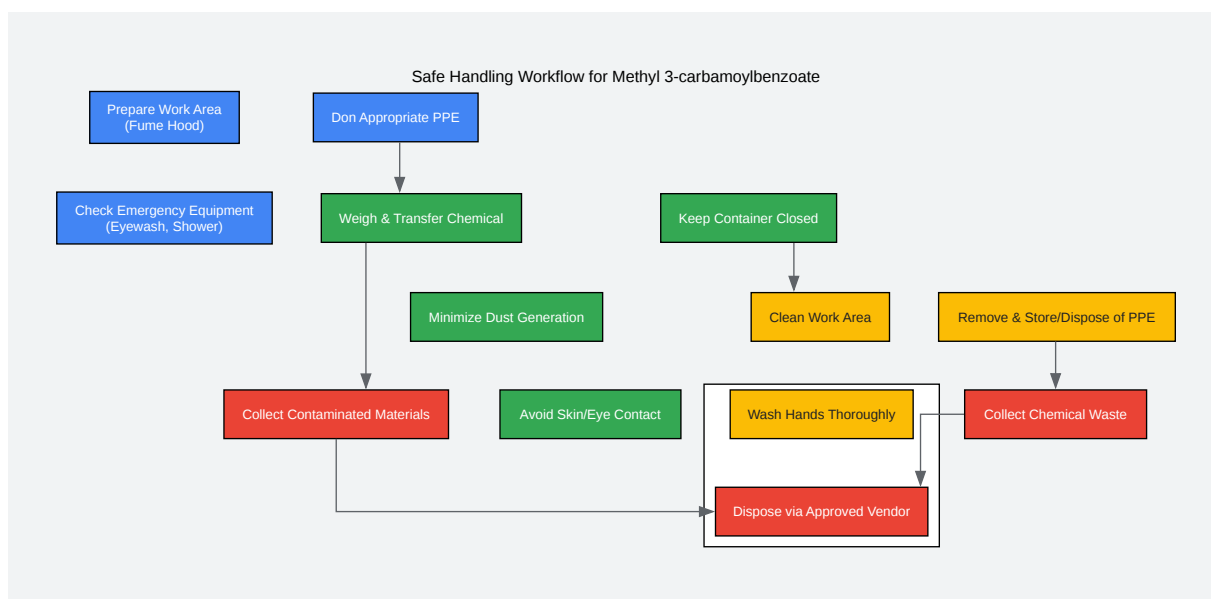 Safe Handling Workflow for Methyl 3-carbamoylbenzoate
Prepare Work Area
(Fume Hood)
Don Appropriate PPE
Check Emergency Equipment
(Eyewash, Shower)
Weigh & Transfer Chemical
Keep Container Closed
Minimize Dust Generation
Clean Work Area
Remove & Store/Dispose of PPE
Collect Contaminated Materials
Avoid Skin/Eye Contact
Wash Hands Thoroughly
Collect Chemical Waste
Dispose via Approved Vendor